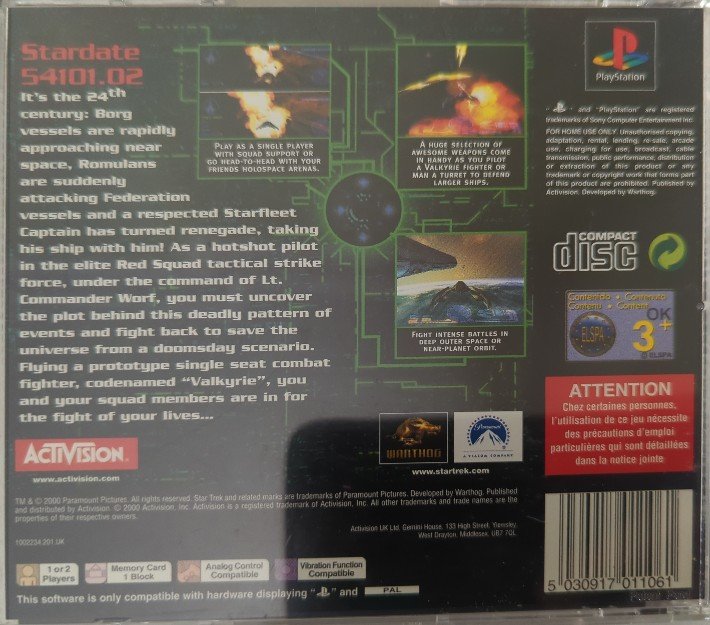 Stardate
54101.02
It's the 24th
century: Borg
vessels are rapidly
approaching near
space, Romulans
are suddenly
attacking Federation
vessels and a respected Starfleet
Captain has turned renegade, taking
his ship with him! As a hotshot pilot
in the elite Red Squad tactical strike
force, under the command of Lt.
Commander Worf, you must uncover
the plot behind this deadly pattern of
events and fight back to save the
universe from a doomsday scenario.
Flying a prototype single seat combat
fighter, codenamed "Valkyrie", you
and your squad members are in for
the fight of your lives...
PLAY AS A SINGLE PLAYER
WITH SQUAD SUPPORT OR
GO HEAD-TO-HEAD WITH YOUR
FRIENDS HOLOSPACE ARENAS.
A HUGE SELECTION OF
AWESOME WEAPONS COME
IN HANDY AS YOU PILOT
A VALKYRIE FIGHTER OR
MAN A TURRET TO DEFEND
LARGER SHIPS.
FIGHT INTENSE BATTLES IN
DEEP OUTER SPACE OR
NEAR-PLANET ORBIT.
PlayStation
" " and "PlayStation" are registered
trademarks of Sony Computer Entertainment Inc.
FOR HOME USE ONLY. Unauthorised copying,
adaptation, rental, lending, re-sale, arcade
use, charging for use, broadcast, cable
transmission, public performance, distribution
or extraction of this product or any
trademark or copyright work that forms part
of this product are prohibited. Published by
Activision. Developed by Warthog.
COMPACT
disc
Contenido • Contenuto
Contenu • Content
ELSPA
OK
3+
© ELSPA
ATTENTION
Chez certaines personnes,
l'utilisation de ce jeu nécessite
des précautions d'emploi
particulières qui sont détaillées
dans la notice jointe
ACTIVISION
www.activision.com
WARTHOG
Paramount
A VIACOM COMPANY
www.startrek.com
TM & © 2000 Paramount Pictures. All rights reserved. Star Trek and related marks are trademarks of Paramount Pictures. Developed by Warthog. Published
and distributed by Activision. © 2000 Activision, Inc. Activision is a registered trademark of Activision, Inc. All other trademarks and trade names are the
properties of their respective owners.
Activision UK Ltd. Gemini House, 133 High Street, Yiewsley,
West Drayton, Middlesex, UB7 7QL
1002234.201.UK
1 or 2
Players
Memory Card
1 Block
Analog Control
Compatible
Vibration Function
Compatible
This software is only compatible with hardware displaying " " and PAL
5 030917 011061